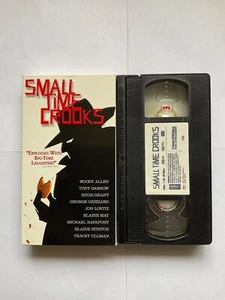 SMALL
TIME
CROOKS
"EXPLODES WITH
BIG-TIME
LAUGHTER!"
WOODY ALLEN
TONY DARROW
HUGH GRANT
GEORGE GRIZZARD
JON LOVITZ
ELAINE MAY
MICHAEL RAPAPORT
ELAINE STRITCH
TRACEY ULLMAN
SMALL TIME CROOKS